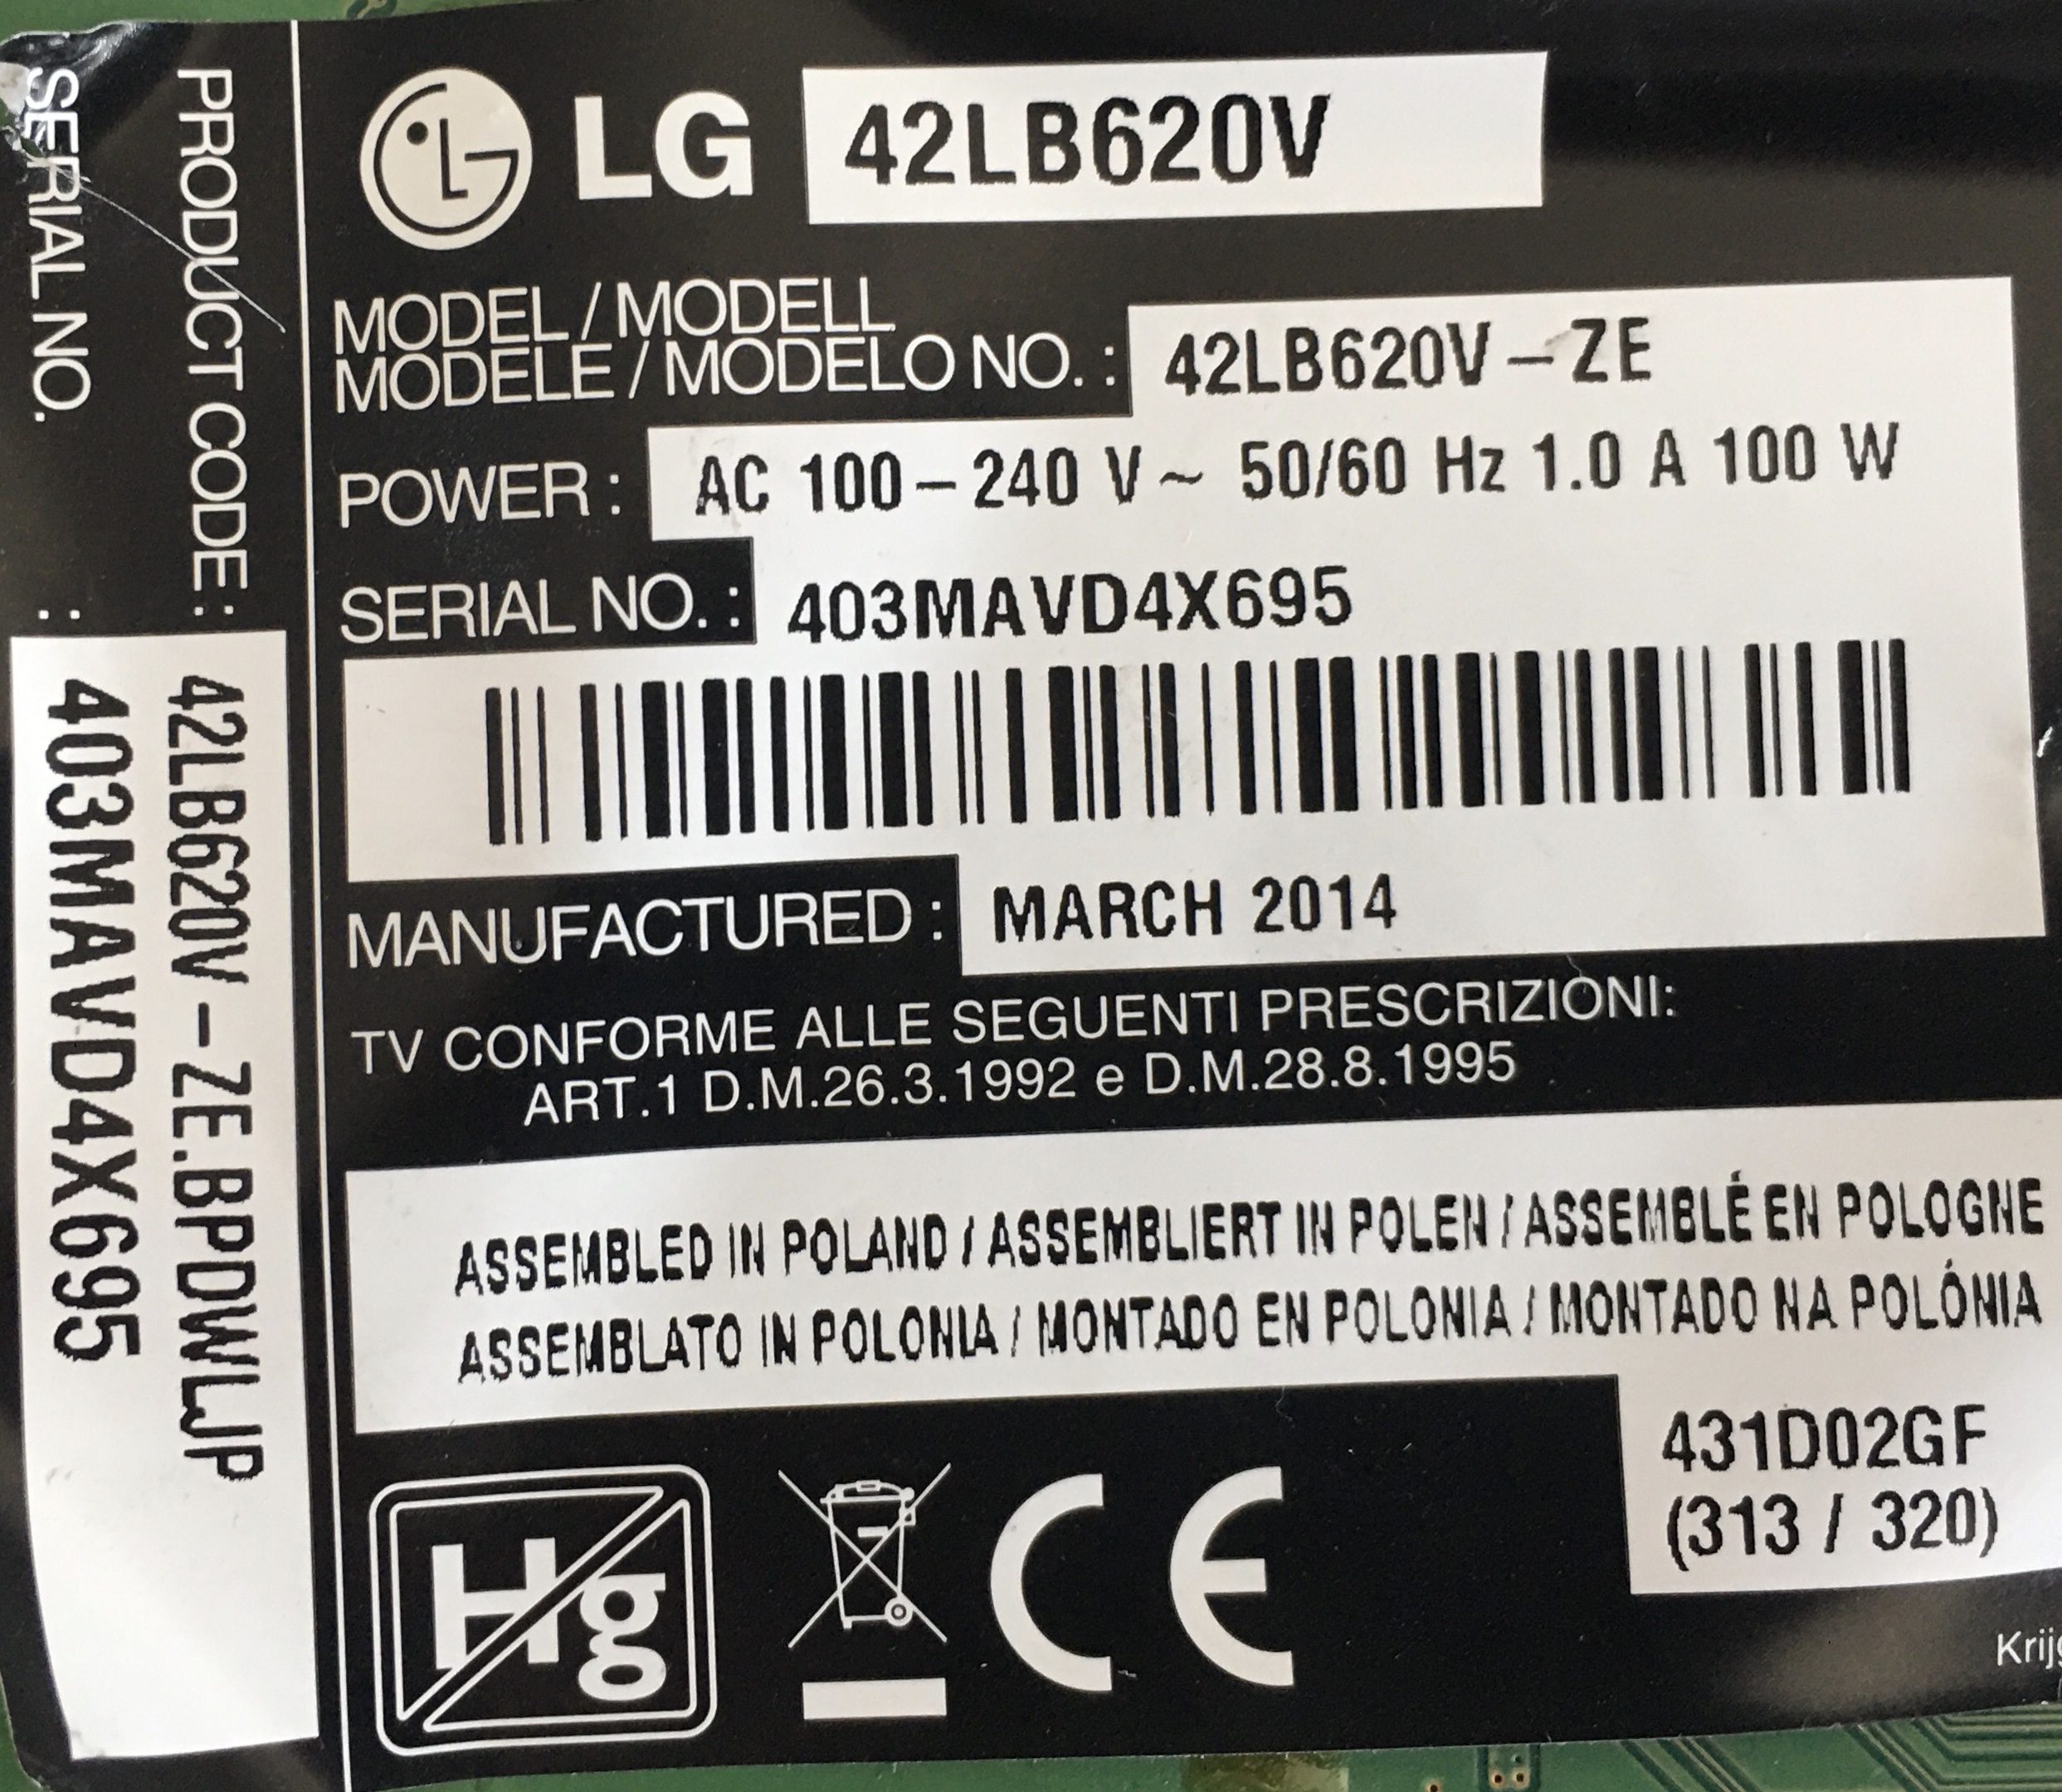 SERIAL NO. : 403MAVD4X695
PRODUCT CODE: 42LB620V-ZE.BPDWLJP
LG 42LB620V
MODEL / MODELL
MODELE / MODELO NO. : 42LB620V-ZE
POWER : AC 100-240 V~ 50/60 Hz 1.0 A 100 W
SERIAL NO. : 403MAVD4X695
MANUFACTURED : MARCH 2014
TV CONFORME ALLE SEGUENTI PRESCRIZIONI:
ART.1 D.M.26.3.1992 e D.M.28.8.1995
ASSEMBLED IN POLAND / ASSEMBLIERT IN POLEN / ASSEMBLÉ EN POLOGNE
ASSEMBLATO IN POLONIA / MONTADO EN POLONIA / MONTADO NA POLÓNIA
431D02GF
(313 / 320)
Hg
CE